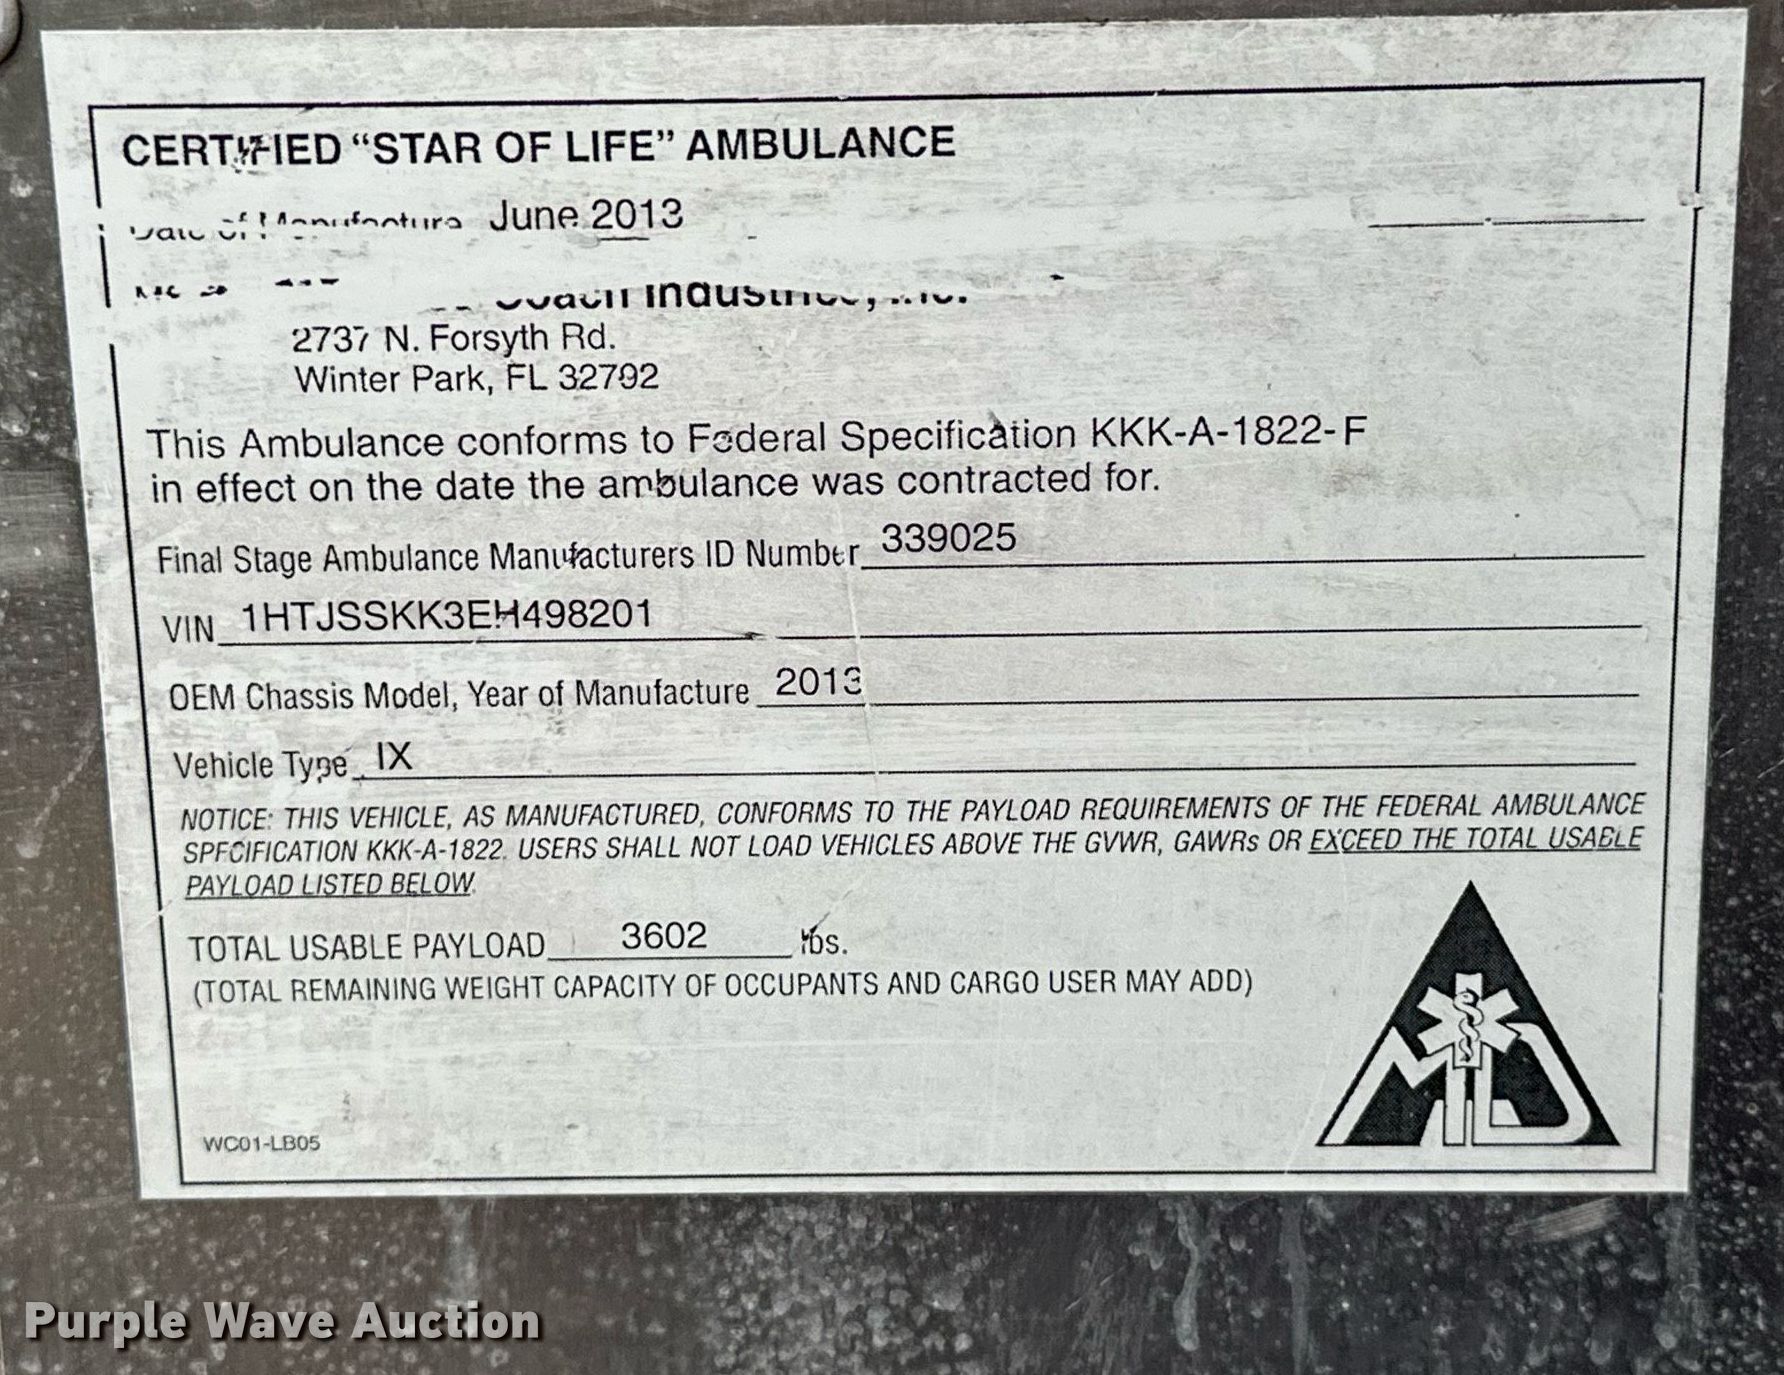 CERTIFIED “STAR OF LIFE” AMBULANCE
Date of Manufacture June 2013
Coach Industries, Inc.
2737 N. Forsyth Rd.
Winter Park, FL 32792
This Ambulance conforms to Federal Specification KKK-A-1822-F
in effect on the date the ambulance was contracted for.
Final Stage Ambulance Manufacturers ID Number 339025
VIN 1HTJSSKK3EH498201
OEM Chassis Model, Year of Manufacture 2013
Vehicle Type IX
NOTICE: THIS VEHICLE, AS MANUFACTURED, CONFORMS TO THE PAYLOAD REQUIREMENTS OF THE FEDERAL AMBULANCE
SPECIFICATION KKK-A-1822. USERS SHALL NOT LOAD VEHICLES ABOVE THE GVWR, GAWRs OR EXCEED THE TOTAL USABLE
PAYLOAD LISTED BELOW.
TOTAL USABLE PAYLOAD 3602 lbs.
(TOTAL REMAINING WEIGHT CAPACITY OF OCCUPANTS AND CARGO USER MAY ADD)
MD
WC01-LB05
Purple Wave Auction